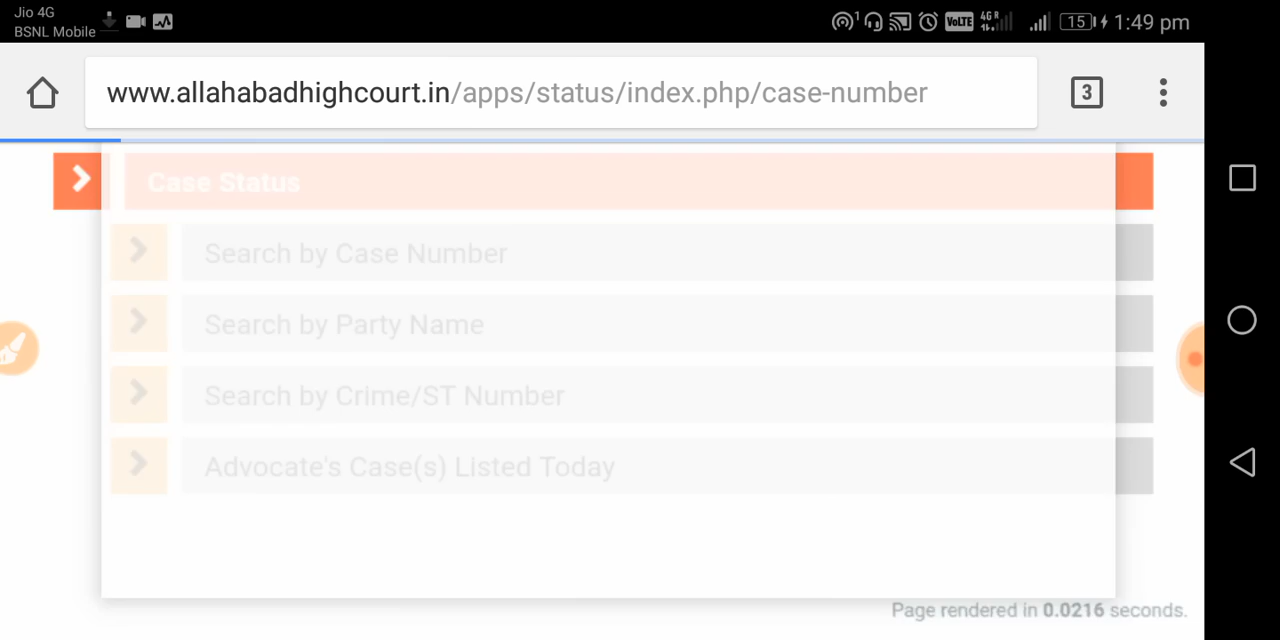 Jio 4G
BSNL Mobile
VoLTE
4G R
15
1:49 pm
www.allahabadhighcourt.in/apps/status/index.php/case-number
3
Case Status
Search by Case Number
Search by Party Name
Search by Crime/ST Number
Advocate's Case(s) Listed Today
Page rendered in 0.0216 seconds.